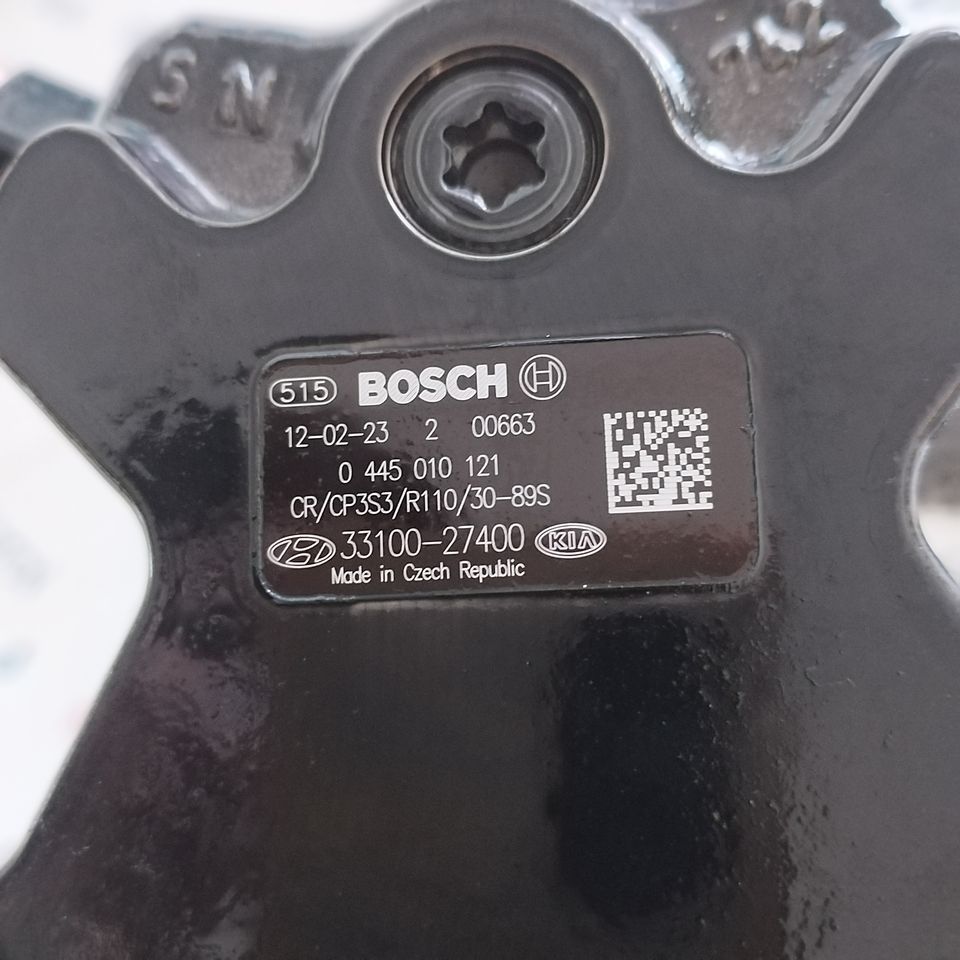 SN
742
515 BOSCH
12-02-23 2 00663
0 445 010 121
CR/CP3S3/R110/30-89S
33100-27400 KIA
Made in Czech Republic